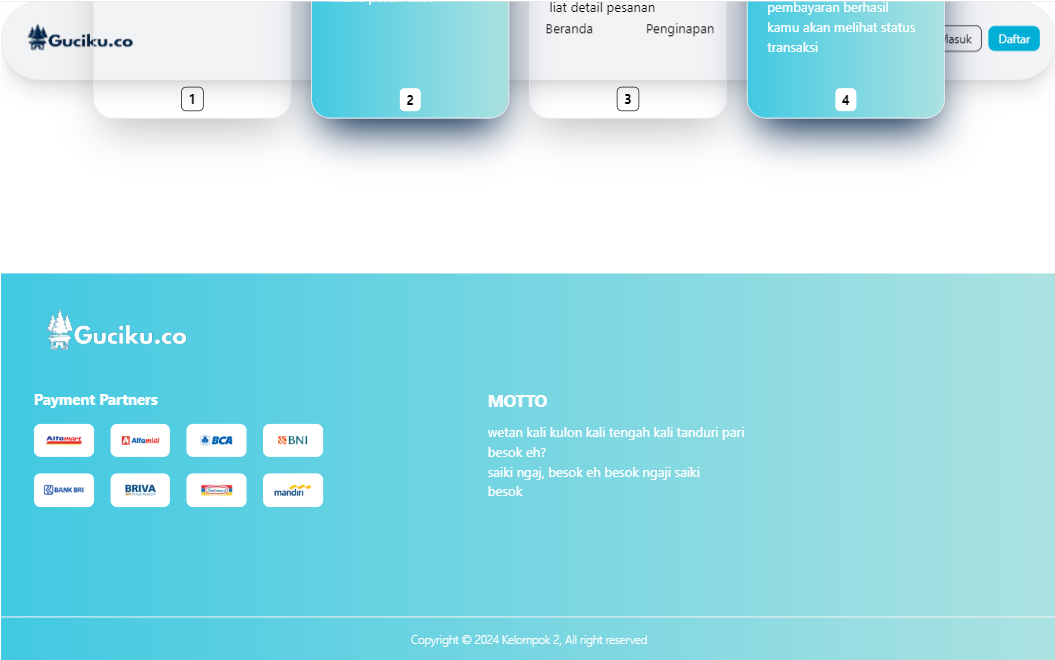 liat detail pesanan
pembayaran berhasil
kamu akan melihat status
transaksi
Guciku.co
Beranda
Penginapan
Daftar
1
2
3
4
Guciku.co
Payment Partners
MOTTO
Alfamart
Alfamidi
BCA
BNI
wetan kali kulon kali tengah kali tanduri pari
besok eh?
saiki ngaj, besok eh besok ngaji saiki
besok
BANK BRI
BRIVA
mandiri
Copyright © 2024 Kelompok 2, All right reserved